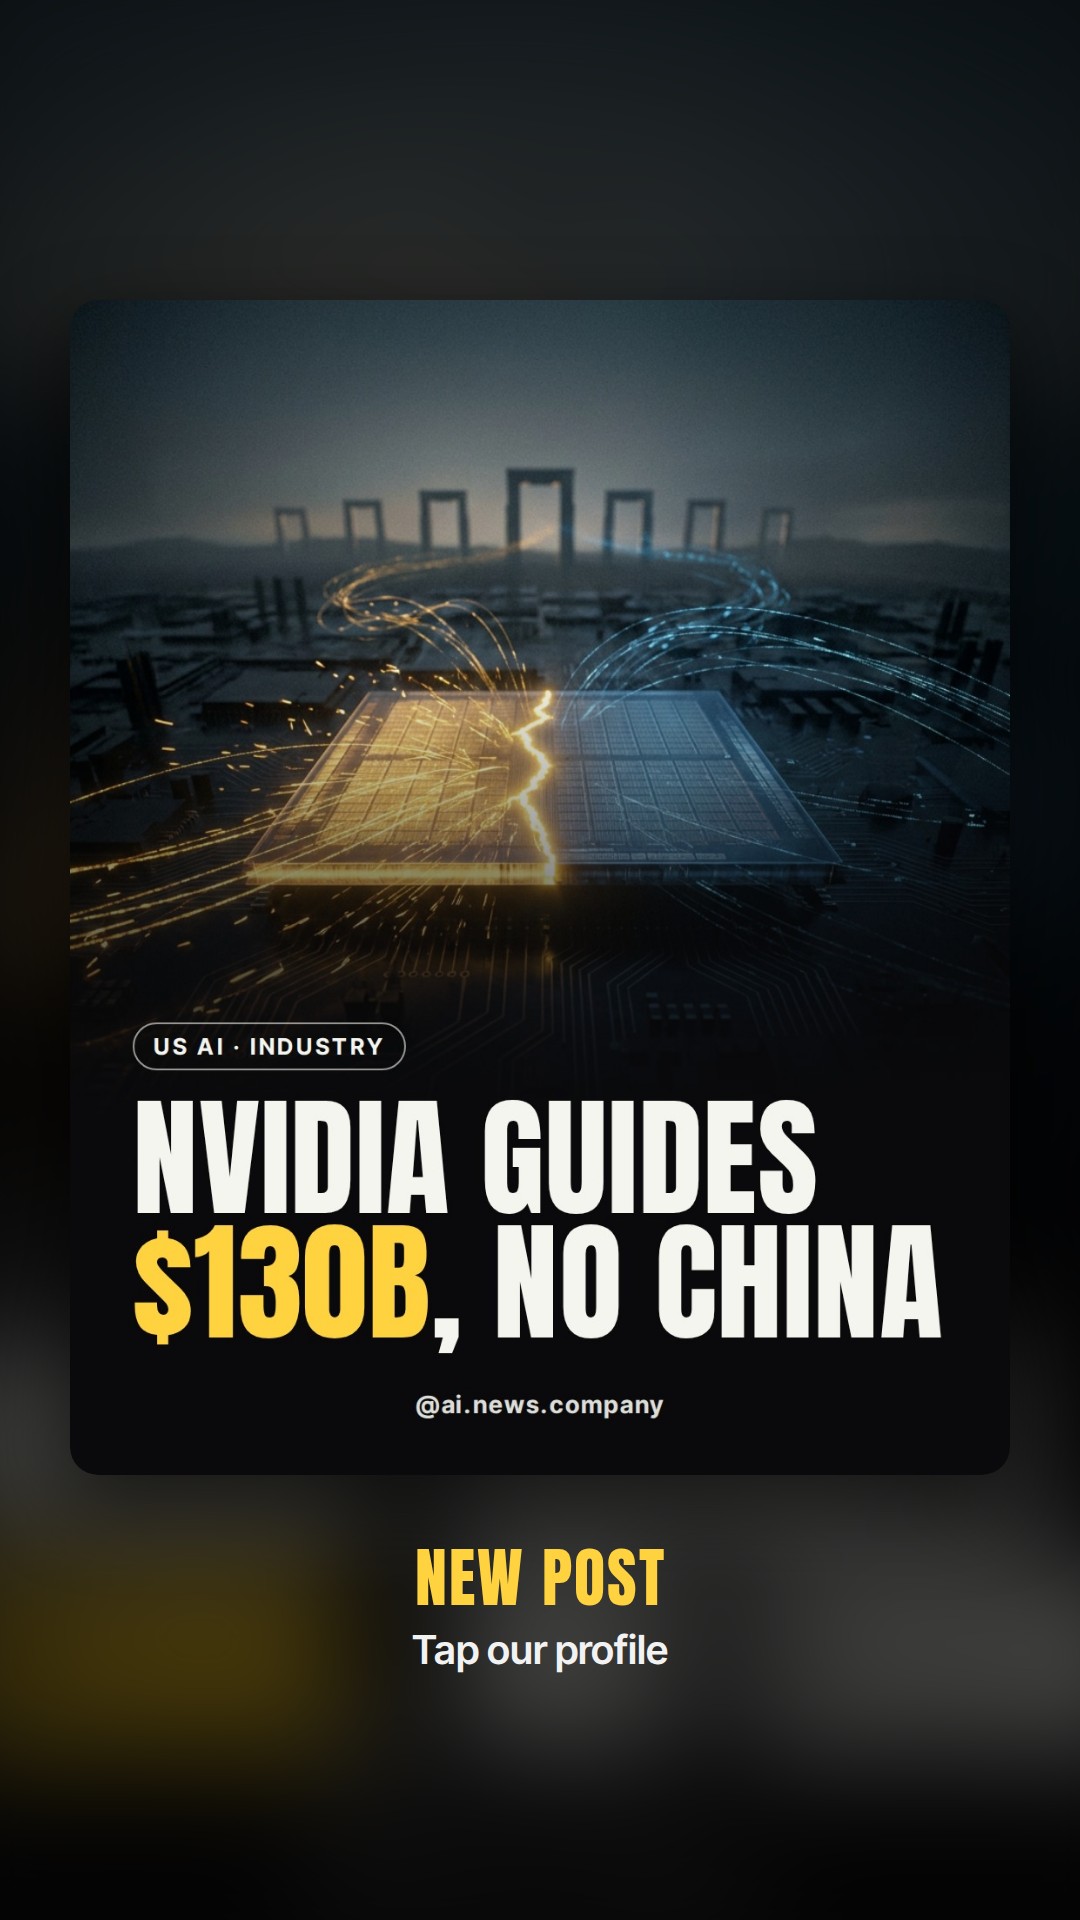 US AI · INDUSTRY
NVIDIA GUIDES
$130B, NO CHINA
@ai.news.company
NEW POST
Tap our profile